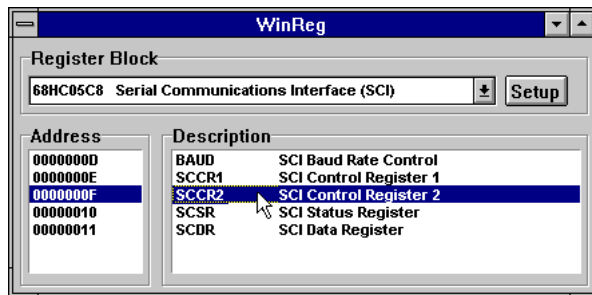 WinReg
Register Block
68HC05C8 Serial Communications Interface (SCI)
Setup
Address Description
0000000D BAUD SCI Baud Rate Control
0000000E SCCR1 SCI Control Register 1
0000000F SCCR2 SCI Control Register 2
00000010 SCSR SCI Status Register
00000011 SCDR SCI Data Register